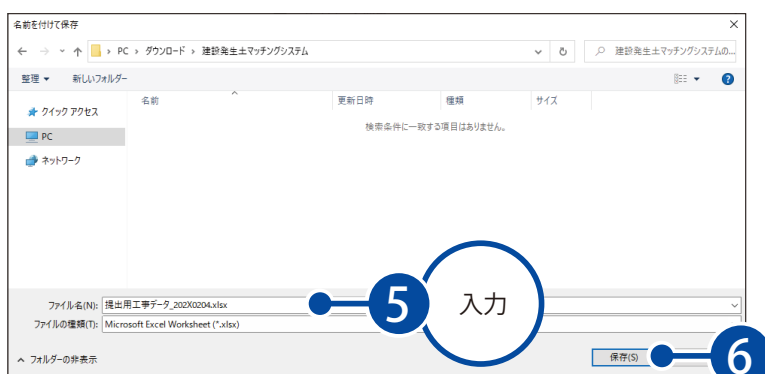 名前を付けて保存
PC › ダウンロード › 建設発生土マッチングシステム
建設発生土マッチングシステムの...
整理 新しいフォルダー
名前 更新日時 種類 サイズ
クイック アクセス
検索条件に一致する項目はありません。
PC
ネットワーク
ファイル名(N): 提出用工事データ_202X0204.xlsx
5 入力
ファイルの種類(T): Microsoft Excel Worksheet (*.xlsx)
フォルダーの非表示
保存(S)
6